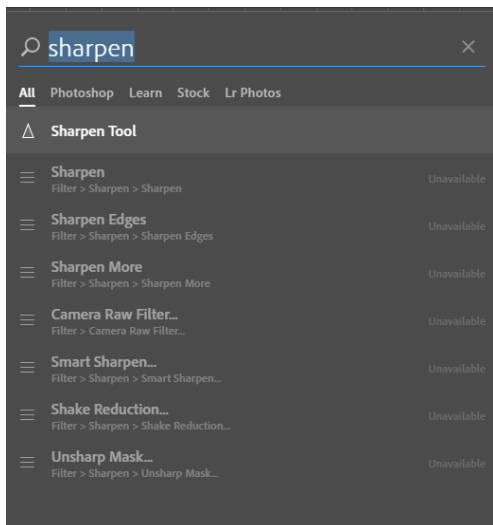 sharpen
All Photoshop Learn Stock Lr Photos
Sharpen Tool
Sharpen
Filter > Sharpen > Sharpen
Unavailable
Sharpen Edges
Filter > Sharpen > Sharpen Edges
Unavailable
Sharpen More
Filter > Sharpen > Sharpen More
Unavailable
Camera Raw Filter...
Filter > Camera Raw Filter...
Unavailable
Smart Sharpen...
Filter > Sharpen > Smart Sharpen...
Unavailable
Shake Reduction...
Filter > Sharpen > Shake Reduction...
Unavailable
Unsharp Mask...
Filter > Sharpen > Unsharp Mask...
Unavailable